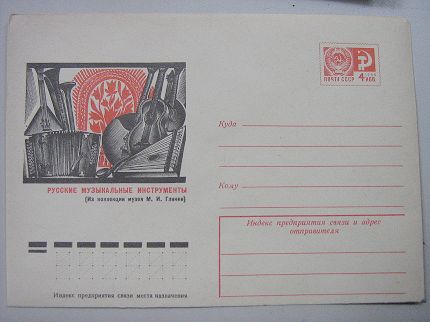 ПОЧТА СССР
4 КОП
РУССКИЕ МУЗЫКАЛЬНЫЕ ИНСТРУМЕНТЫ
(Из коллекции музея М. И. Глинки)
Куда
Кому
Индекс предприятия связи и адрес
отправителя
Индекс предприятия связи места назначения